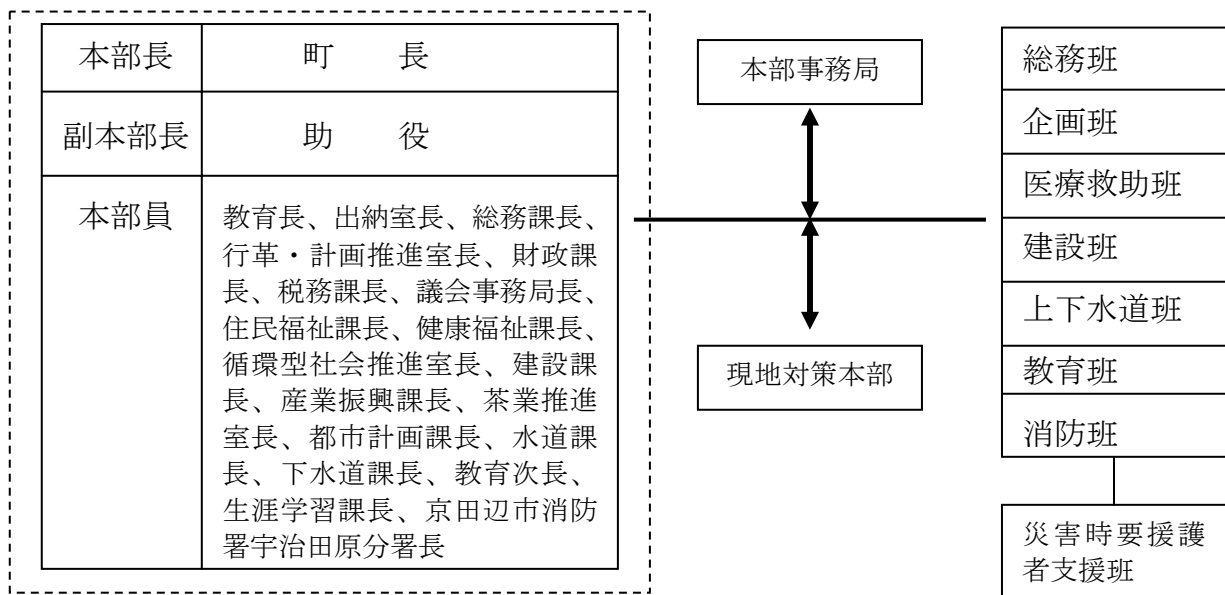 本部長
町　　長
副本部長
助　　役
本部員
教育長、出納室長、総務課長、
行革・計画推進室長、財政課
長、税務課長、議会事務局長、
住民福祉課長、健康福祉課長、
循環型社会推進室長、建設課
長、産業振興課長、茶業推進
室長、都市計画課長、水道課
長、下水道課長、教育次長、
生涯学習課長、京田辺市消防
署宇治田原分署長
本部事務局
現地対策本部
総務班
企画班
医療救助班
建設班
上下水道班
教育班
消防班
災害時要援護
者支援班